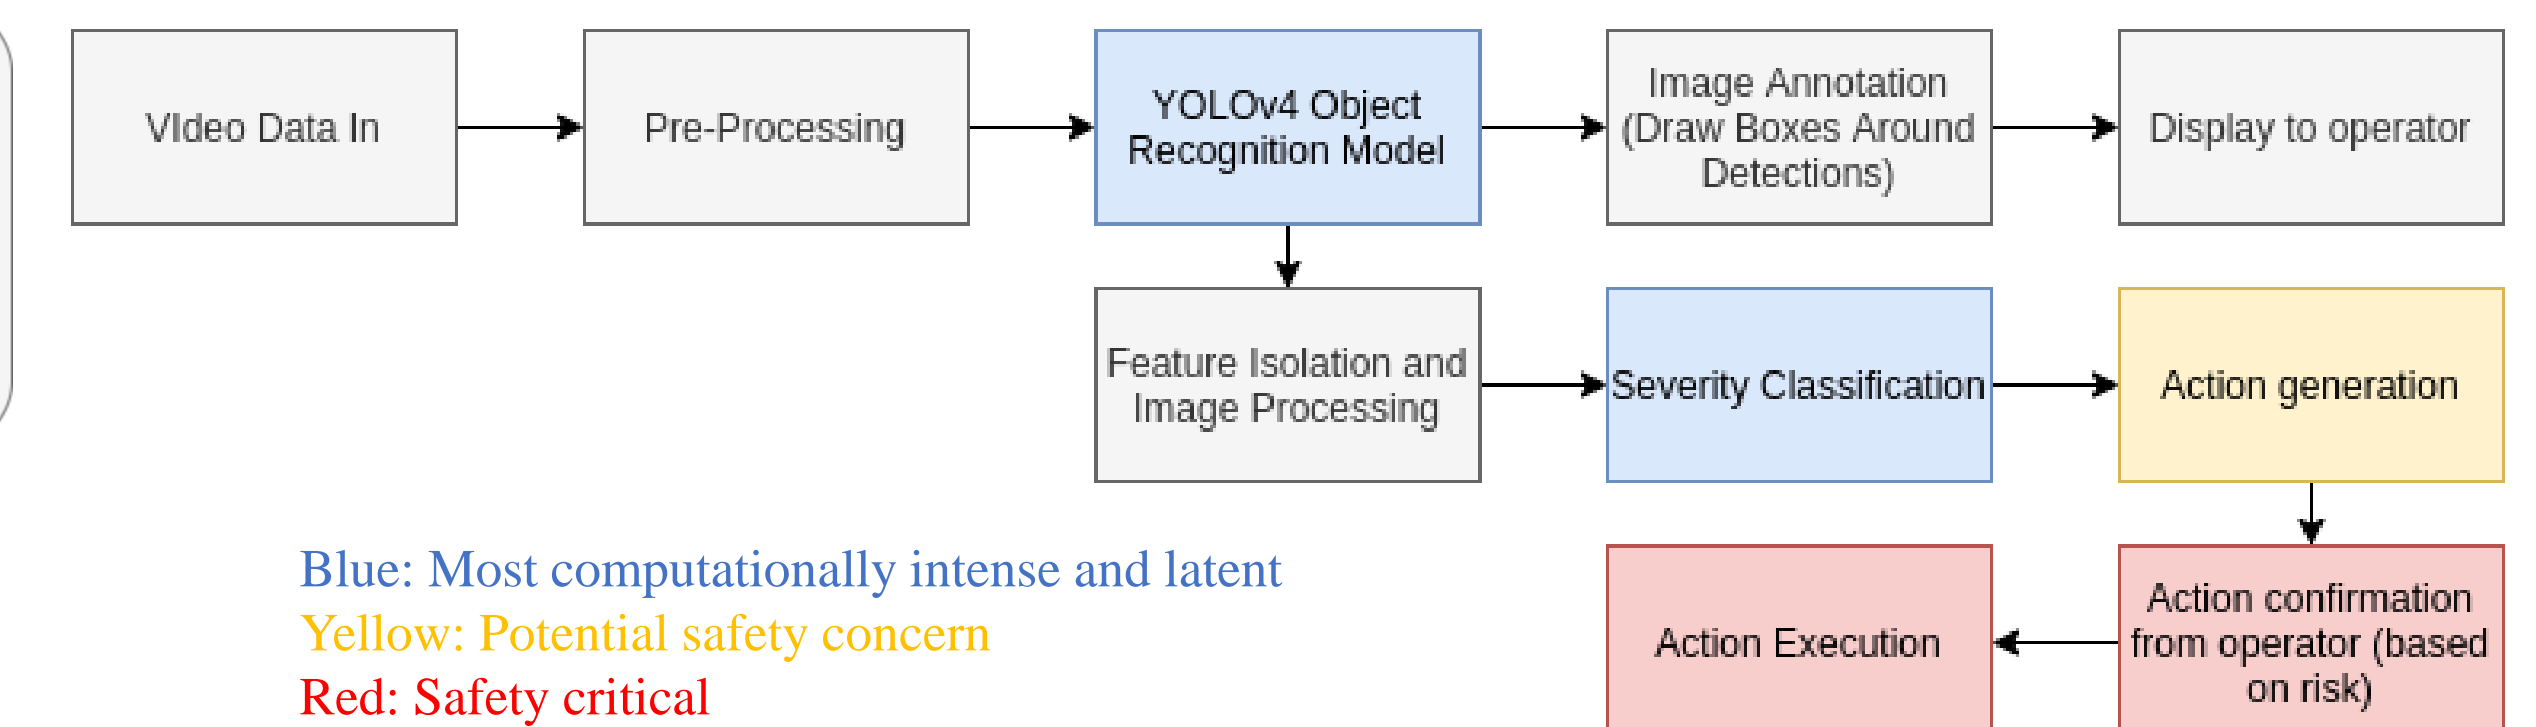 VIdeo Data In
Pre-Processing
YOLOv4 Object
Recognition Model
Image Annotation
(Draw Boxes Around
Detections)
Display to operator
Feature Isolation and
Image Processing
Severity Classification
Action generation
Action Execution
Action confirmation
from operator (based
on risk)
Blue: Most computationally intense and latent
Yellow: Potential safety concern
Red: Safety critical